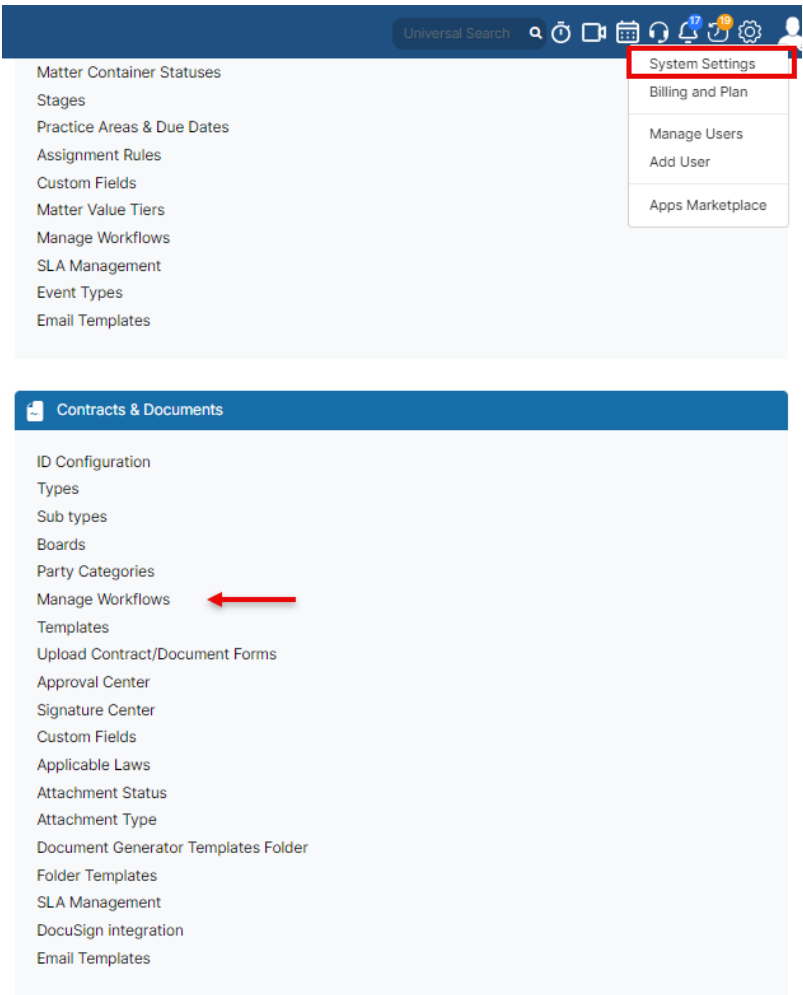 Universal Search
17
19
System Settings
Billing and Plan
Manage Users
Add User
Apps Marketplace
Matter Container Statuses
Stages
Practice Areas & Due Dates
Assignment Rules
Custom Fields
Matter Value Tiers
Manage Workflows
SLA Management
Event Types
Email Templates
Contracts & Documents
ID Configuration
Types
Sub types
Boards
Party Categories
Manage Workflows
Templates
Upload Contract/Document Forms
Approval Center
Signature Center
Custom Fields
Applicable Laws
Attachment Status
Attachment Type
Document Generator Templates Folder
Folder Templates
SLA Management
DocuSign integration
Email Templates